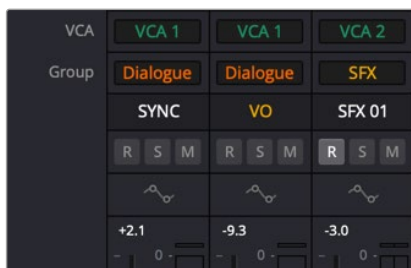 VCA VCA 1 VCA 1 VCA 2
Group Dialogue Dialogue SFX
SYNC VO SFX 01
R S M R S M R S M
+2.1 -9.3 -3.0
0 0 0